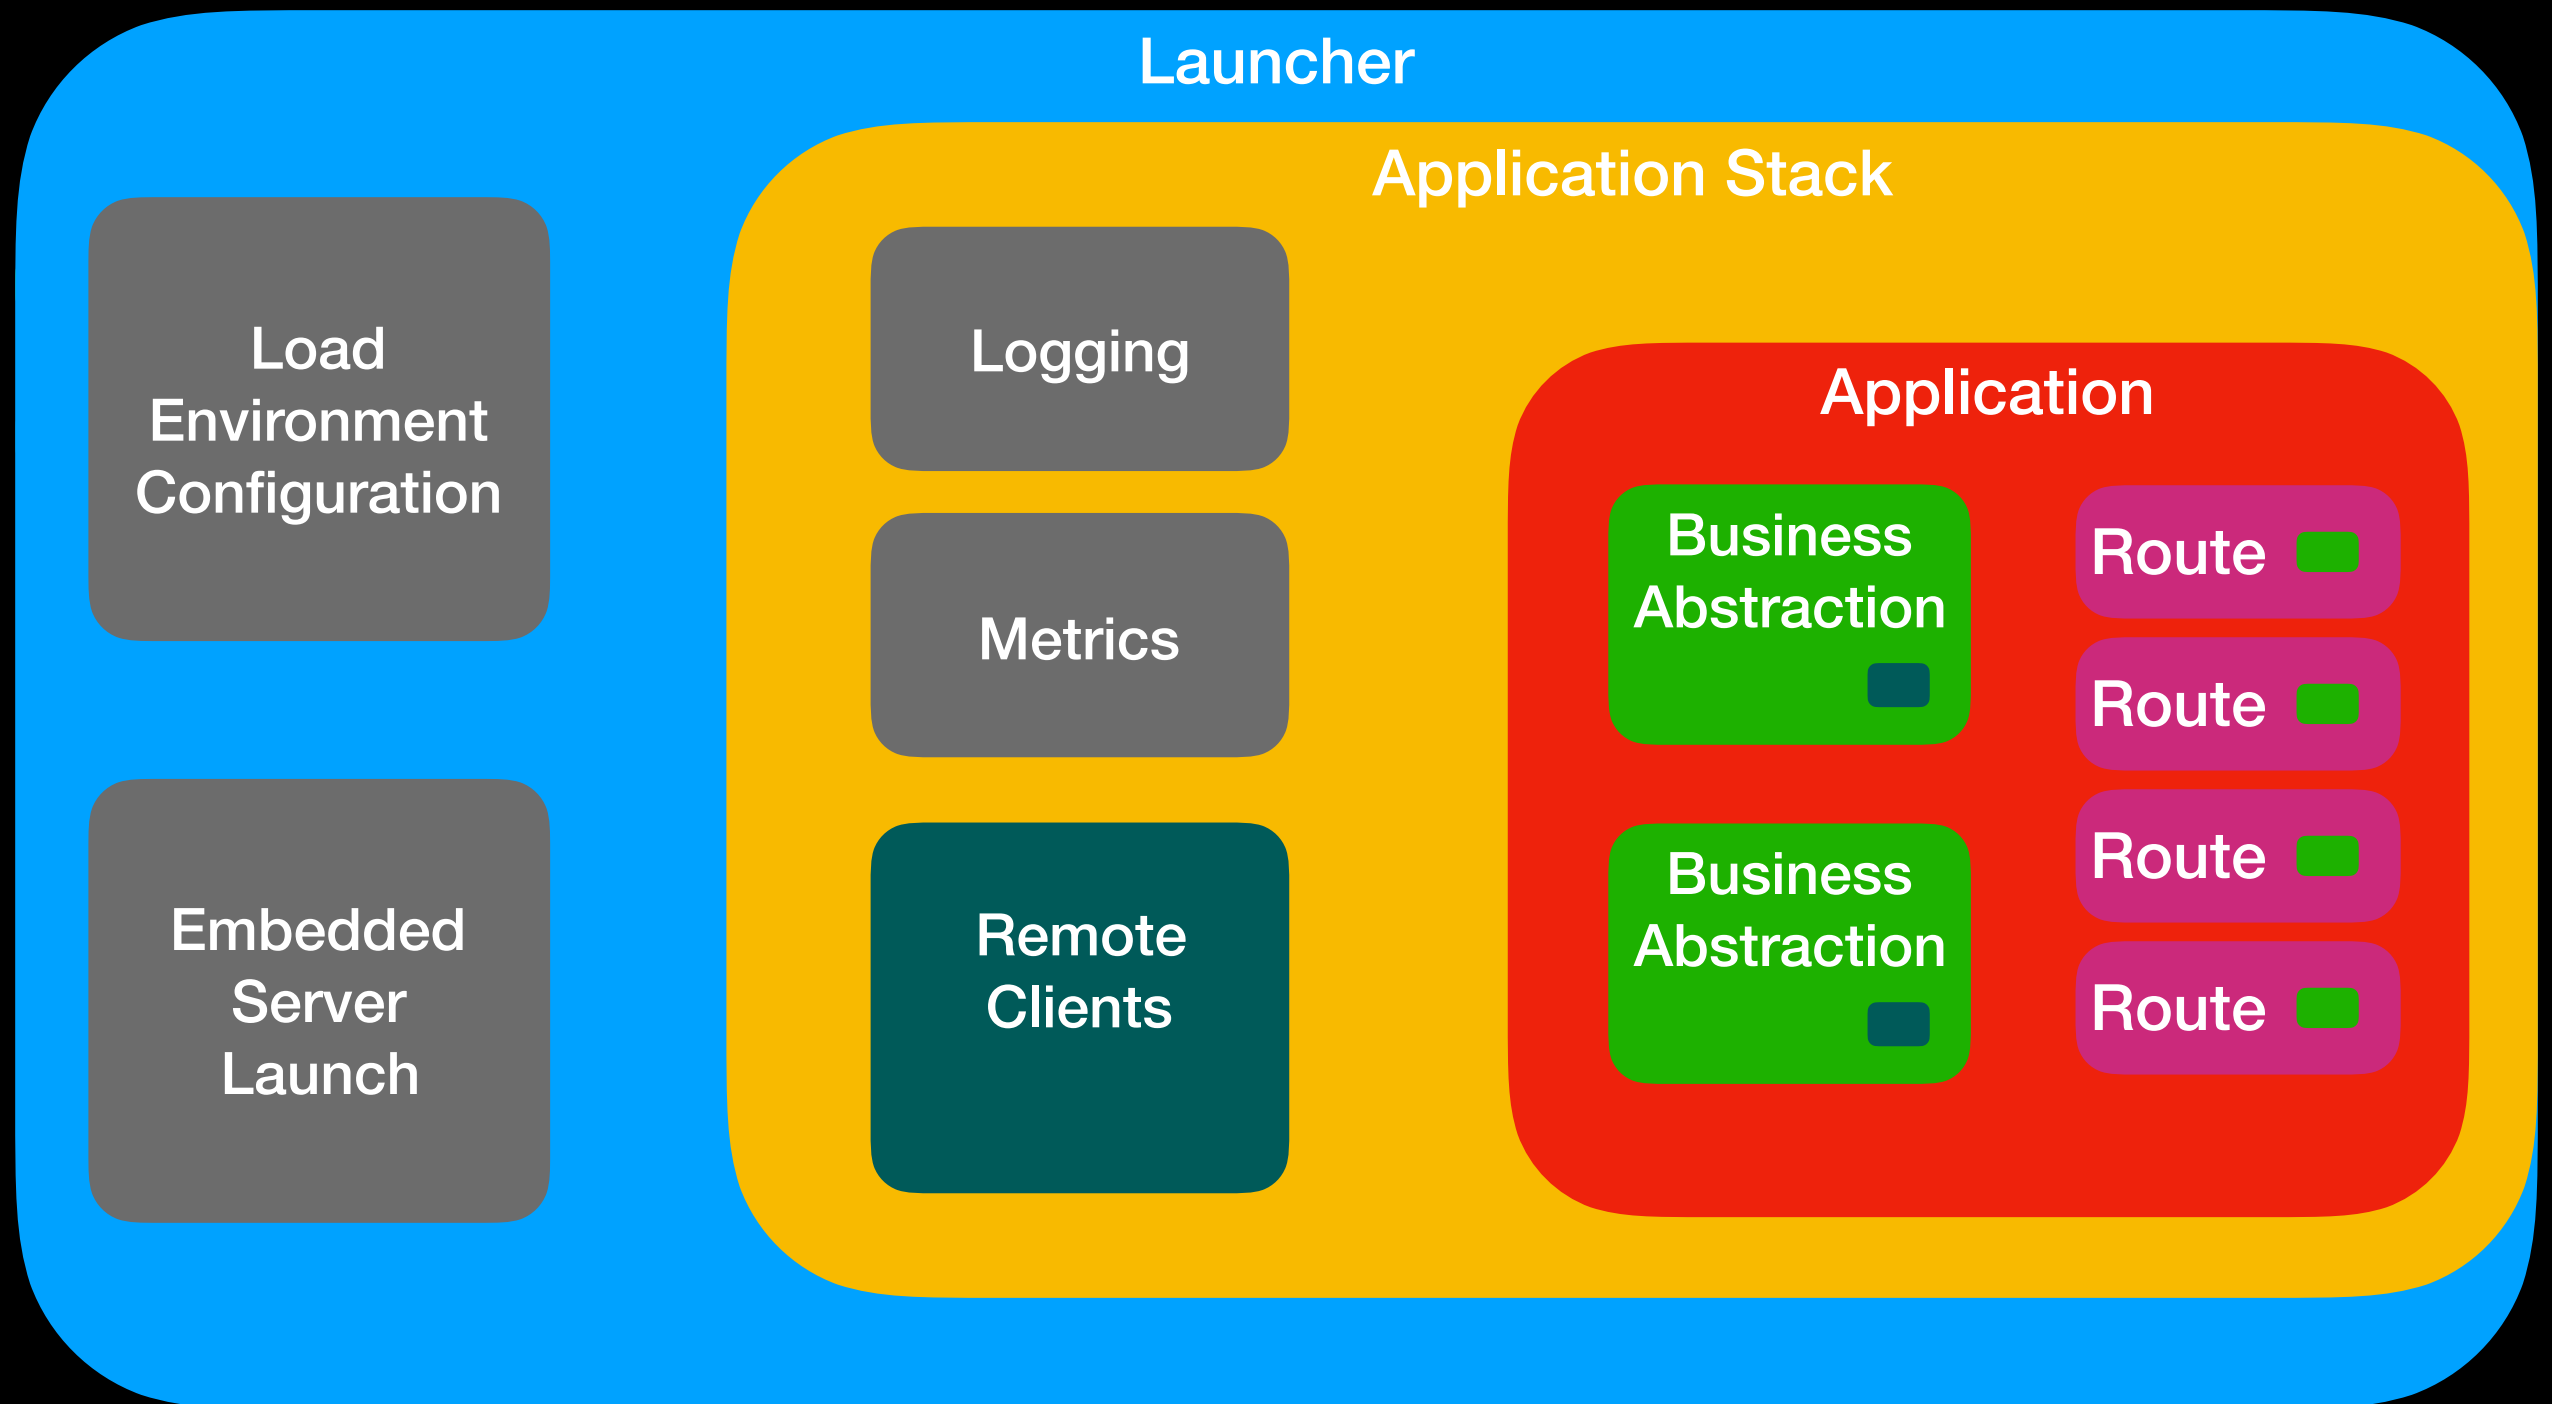 Launcher
Load
Environment
Configuration
Embedded
Server
Launch
Application Stack
Logging
Metrics
Remote
Clients
Application
Business
Abstraction
Business
Abstraction
Route
Route
Route
Route